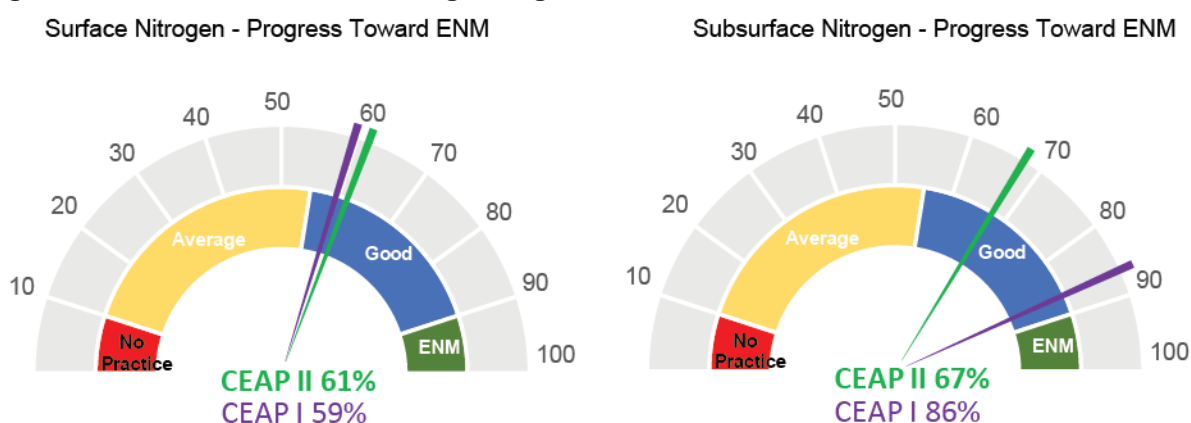 Surface Nitrogen - Progress Toward ENM
10
20
30
40
50
60
70
80
90
100
No
Practice
Average
Good
ENM
CEAP II 61%
CEAP I 59%
Subsurface Nitrogen - Progress Toward ENM
10
20
30
40
50
60
70
80
90
100
No
Practice
Average
Good
ENM
CEAP II 67%
CEAP I 86%